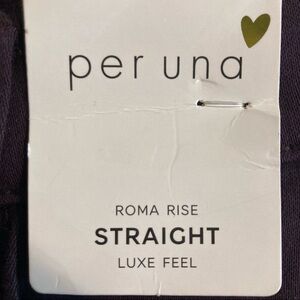 per una
ROMA RISE
STRAIGHT
LUXE FEEL